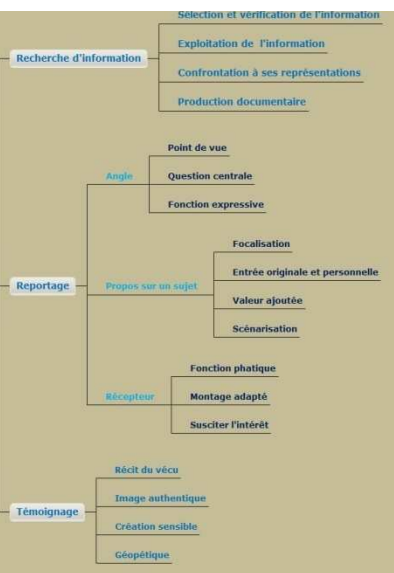 Sélection et vérification de l'information
Exploitation de l'information
Recherche d'information
Confrontation à ses représentations
Production documentaire
Point de vue
Angle
Question centrale
Fonction expressive
Focalisation
Entrée originale et personnelle
Reportage
Propos sur un sujet
Valeur ajoutée
Scénarisation
Fonction phatique
Récepteur
Montage adapté
Susciter l'intérêt
Récit du vécu
Image authentique
Témoignage
Création sensible
Géopétique